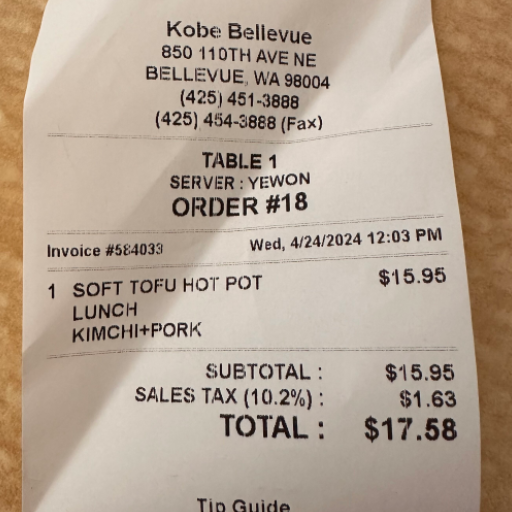 Kobe Bellevue
850 110TH AVE NE
BELLEVUE, WA 98004
(425) 451-3888
(425) 454-3888 (Fax)
TABLE 1
SERVER : YEWON
ORDER #18
Invoice #584033 Wed, 4/24/2024 12:03 PM
1 SOFT TOFU HOT POT $15.95
LUNCH
KIMCHI+PORK
SUBTOTAL : $15.95
SALES TAX (10.2%) : $1.63
TOTAL : $17.58
Tip Guide